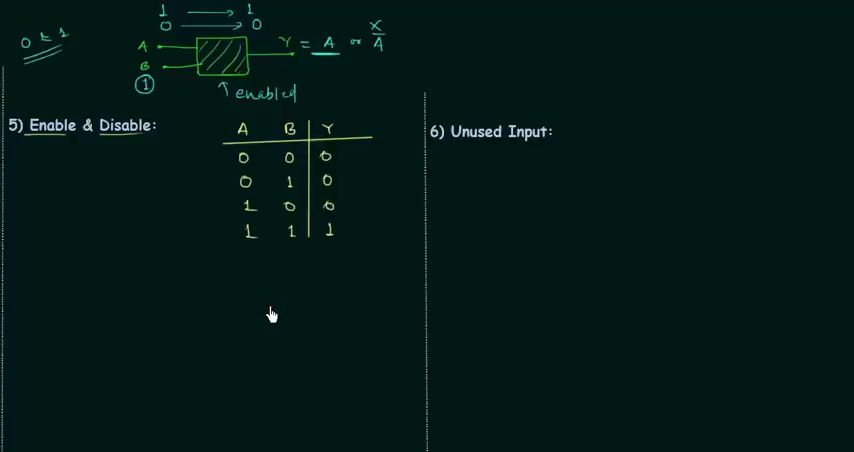 1 → 1
0 → 0
0 & 1
A
Y = A or X/A
B
1
↑ enabled
5) Enable & Disable:
A B Y
0 0 0
0 1 0
1 0 0
1 1 1
6) Unused Input: